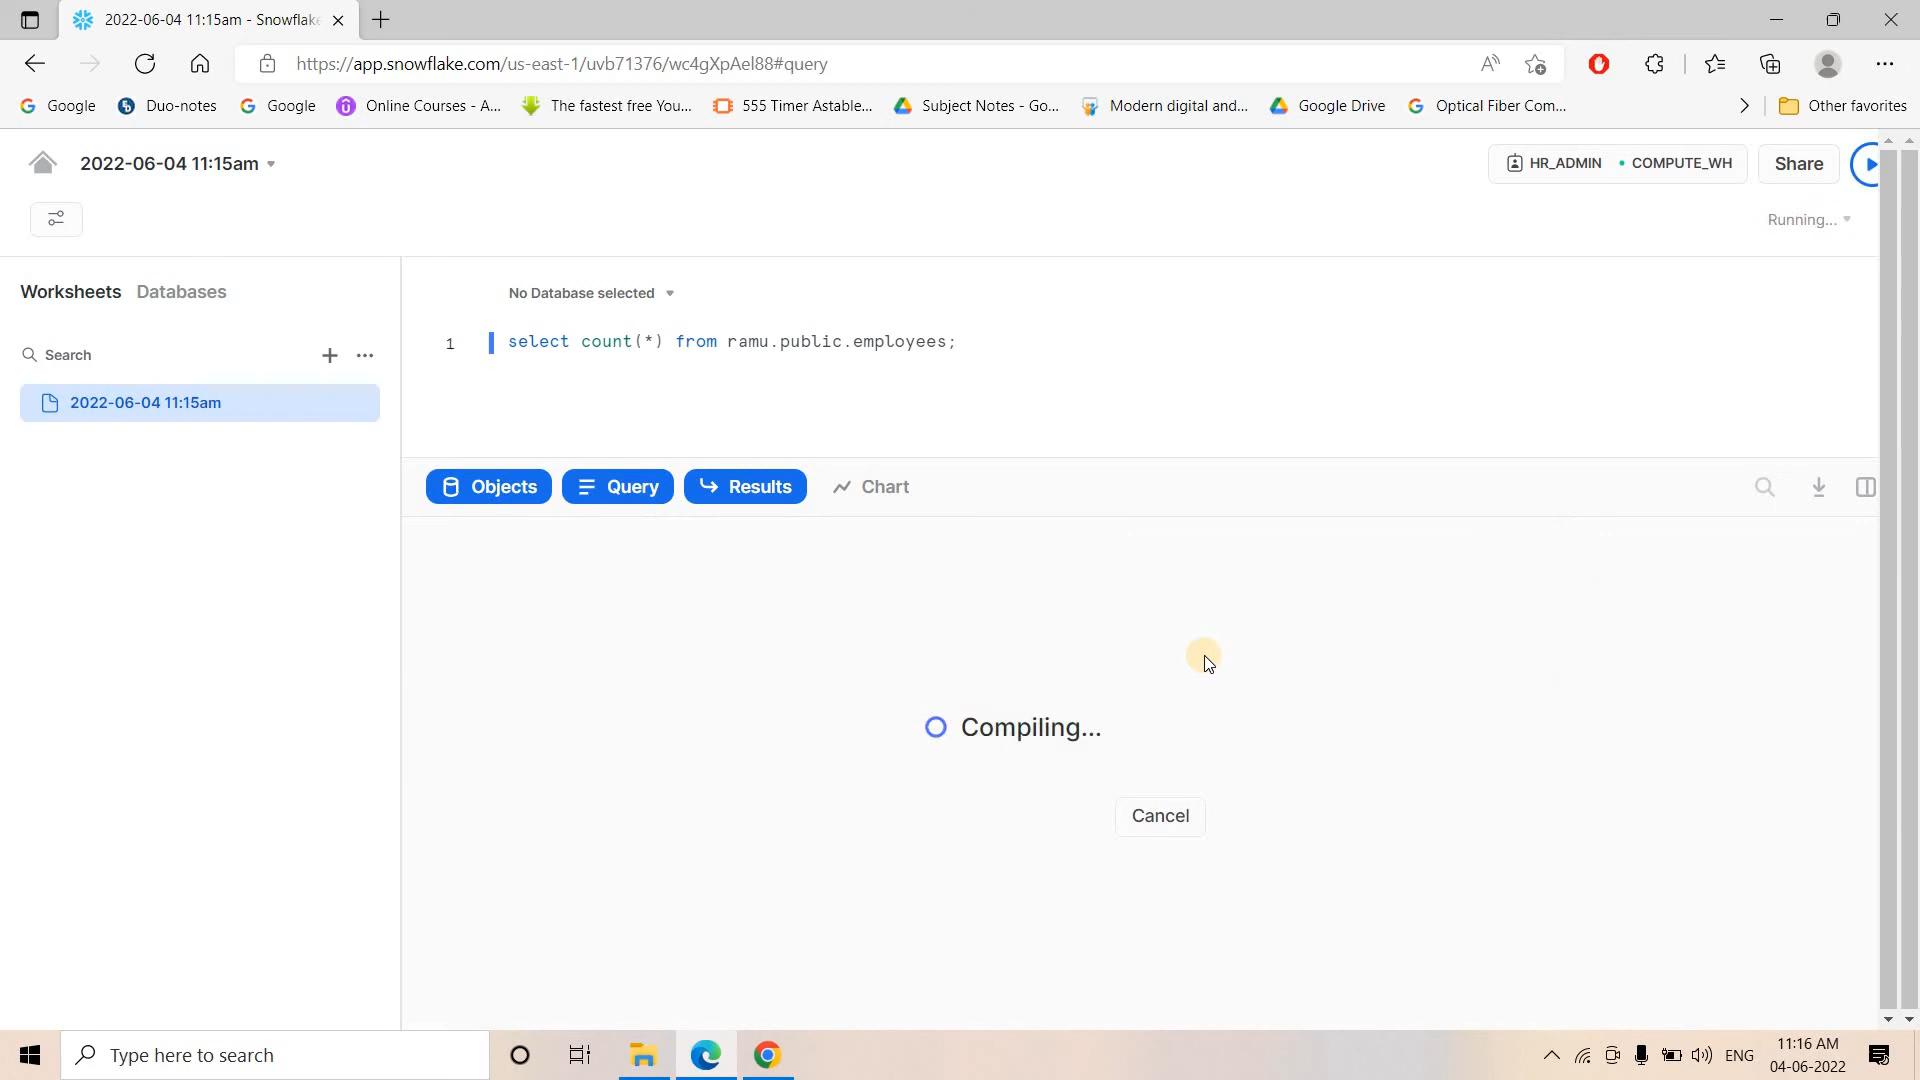 2022-06-04 11:15am - Snowflak
https://app.snowflake.com/us-east-1/uvb71376/wc4gXpAel88#query
Google Duo-notes Google Online Courses - A... The fastest free You... 555 Timer Astable... Subject Notes - Go... Modern digital and... Google Drive Optical Fiber Com... Other favorites
2022-06-04 11:15am HR_ADMIN COMPUTE_WH Share
Running...
Worksheets Databases
No Database selected
1 select count(*) from ramu.public.employees;
Search
2022-06-04 11:15am
Objects Query Results Chart
Compiling...
Cancel
Type here to search
ENG
11:16 AM
04-06-2022